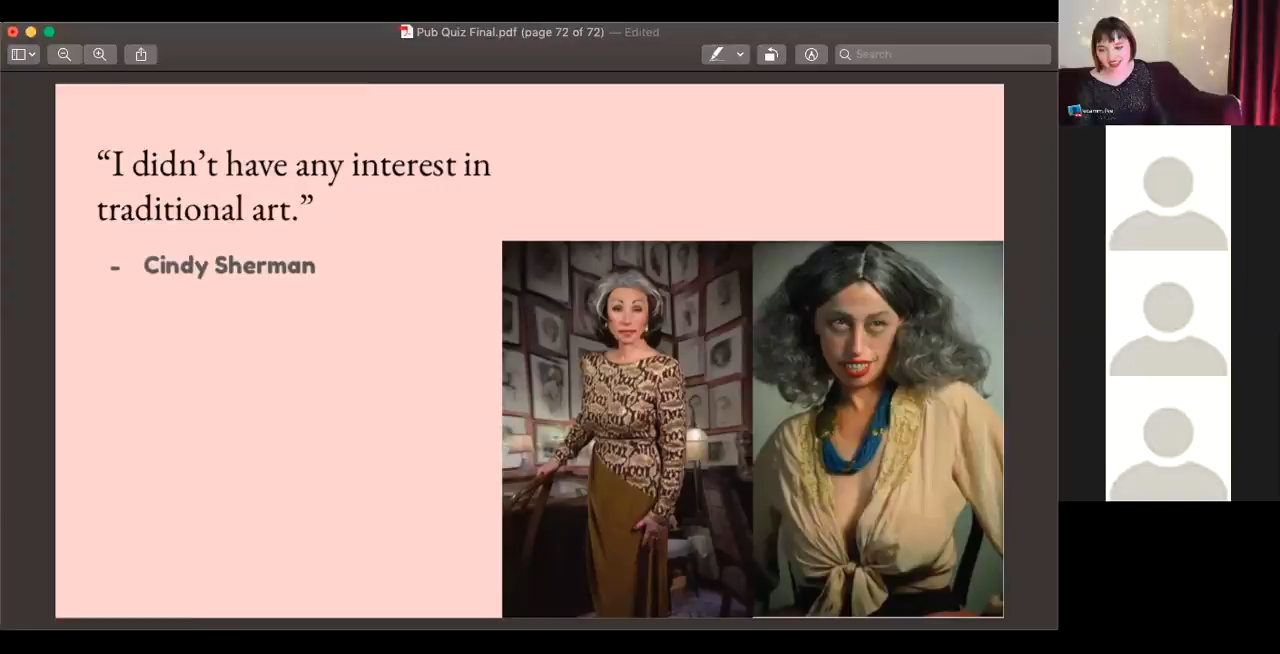 Pub Quiz Final.pdf (page 72 of 72) — Edited
Search
“I didn’t have any interest in
traditional art.”
- Cindy Sherman